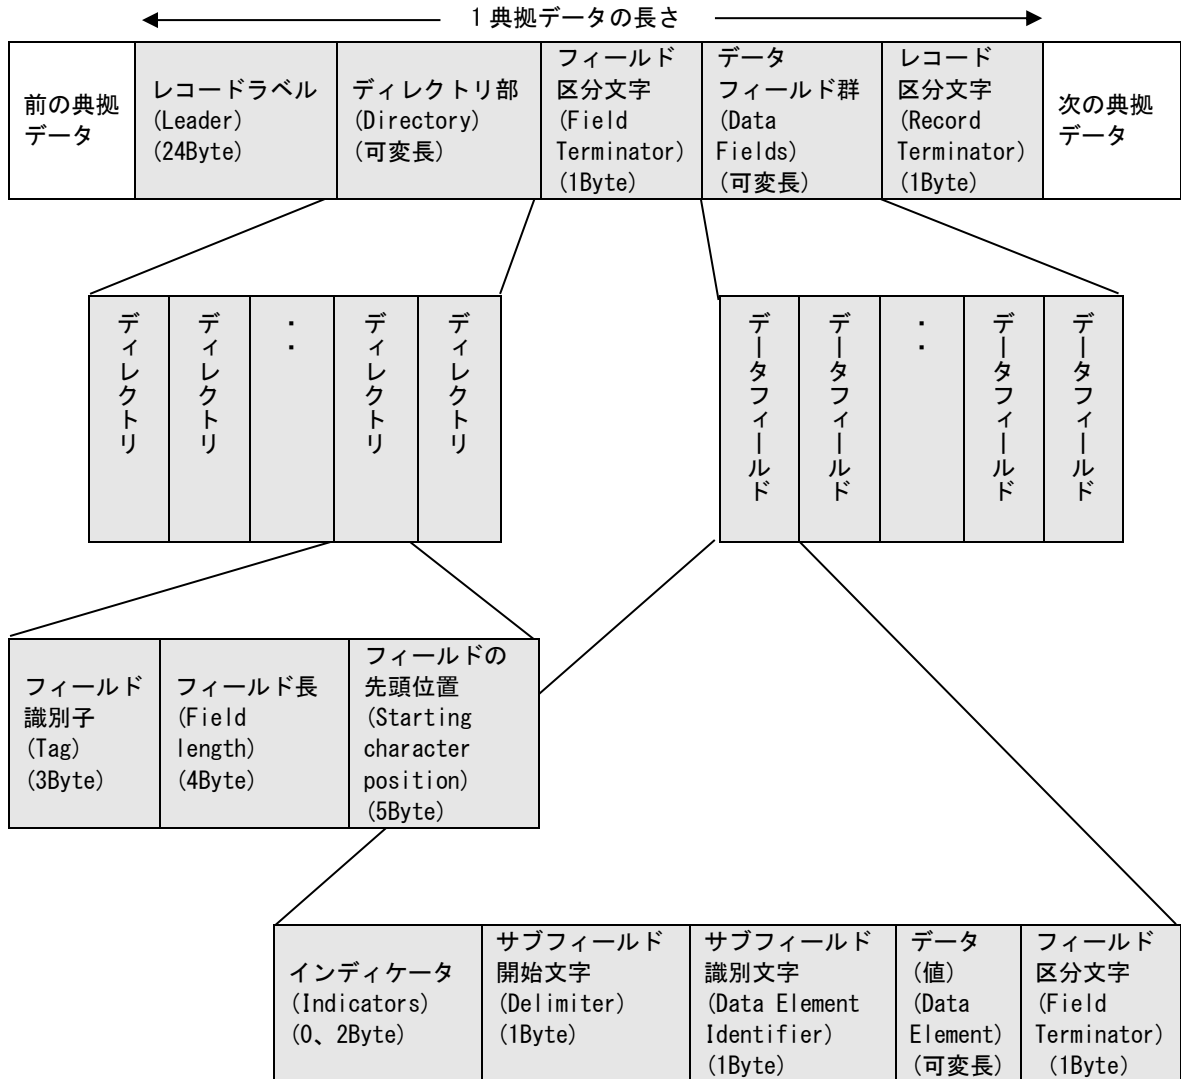 1 典拠データの長さ
前の典拠
データ
レコードラベル
(Leader)
(24Byte)
ディレクトリ部
(Directory)
(可変長)
フィールド
区分文字
(Field
Terminator)
(1Byte)
データ
フィールド群
(Data
Fields)
(可変長)
レコード
区分文字
(Record
Terminator)
(1Byte)
次の典拠
データ
ディレクトリ
ディレクトリ
・・
ディレクトリ
ディレクトリ
データフィールド
データフィールド
・・
データフィールド
データフィールド
フィールド
識別子
(Tag)
(3Byte)
フィールド長
(Field
length)
(4Byte)
フィールドの
先頭位置
(Starting
character
position)
(5Byte)
インディケータ
(Indicators)
(0、2Byte)
サブフィールド
開始文字
(Delimiter)
(1Byte)
サブフィールド
識別文字
(Data Element
Identifier)
(1Byte)
データ
(値)
(Data
Element)
(可変長)
フィールド
区分文字
(Field
Terminator)
(1Byte)